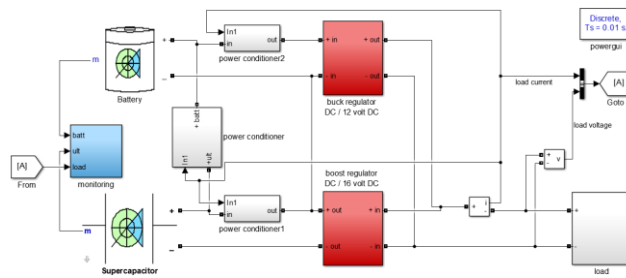 Discrete,
Ts = 0.01 s
powergui
In1
out
in
power conditioner2
+ in
+ out
- in
- out
buck regulator
DC / 12 volt DC
m
+
–
Battery
load current
[A]
Goto
load voltage
batt
ult
load
monitoring
[A]
From
+ batt
In1
+ult
power conditioner
+
-
v
In1
out
in
power conditioner1
boost regulator
DC / 16 volt DC
+ out
+ in
- out
- in
+
i
-
m
+
–
Supercapacitor
+
-
load